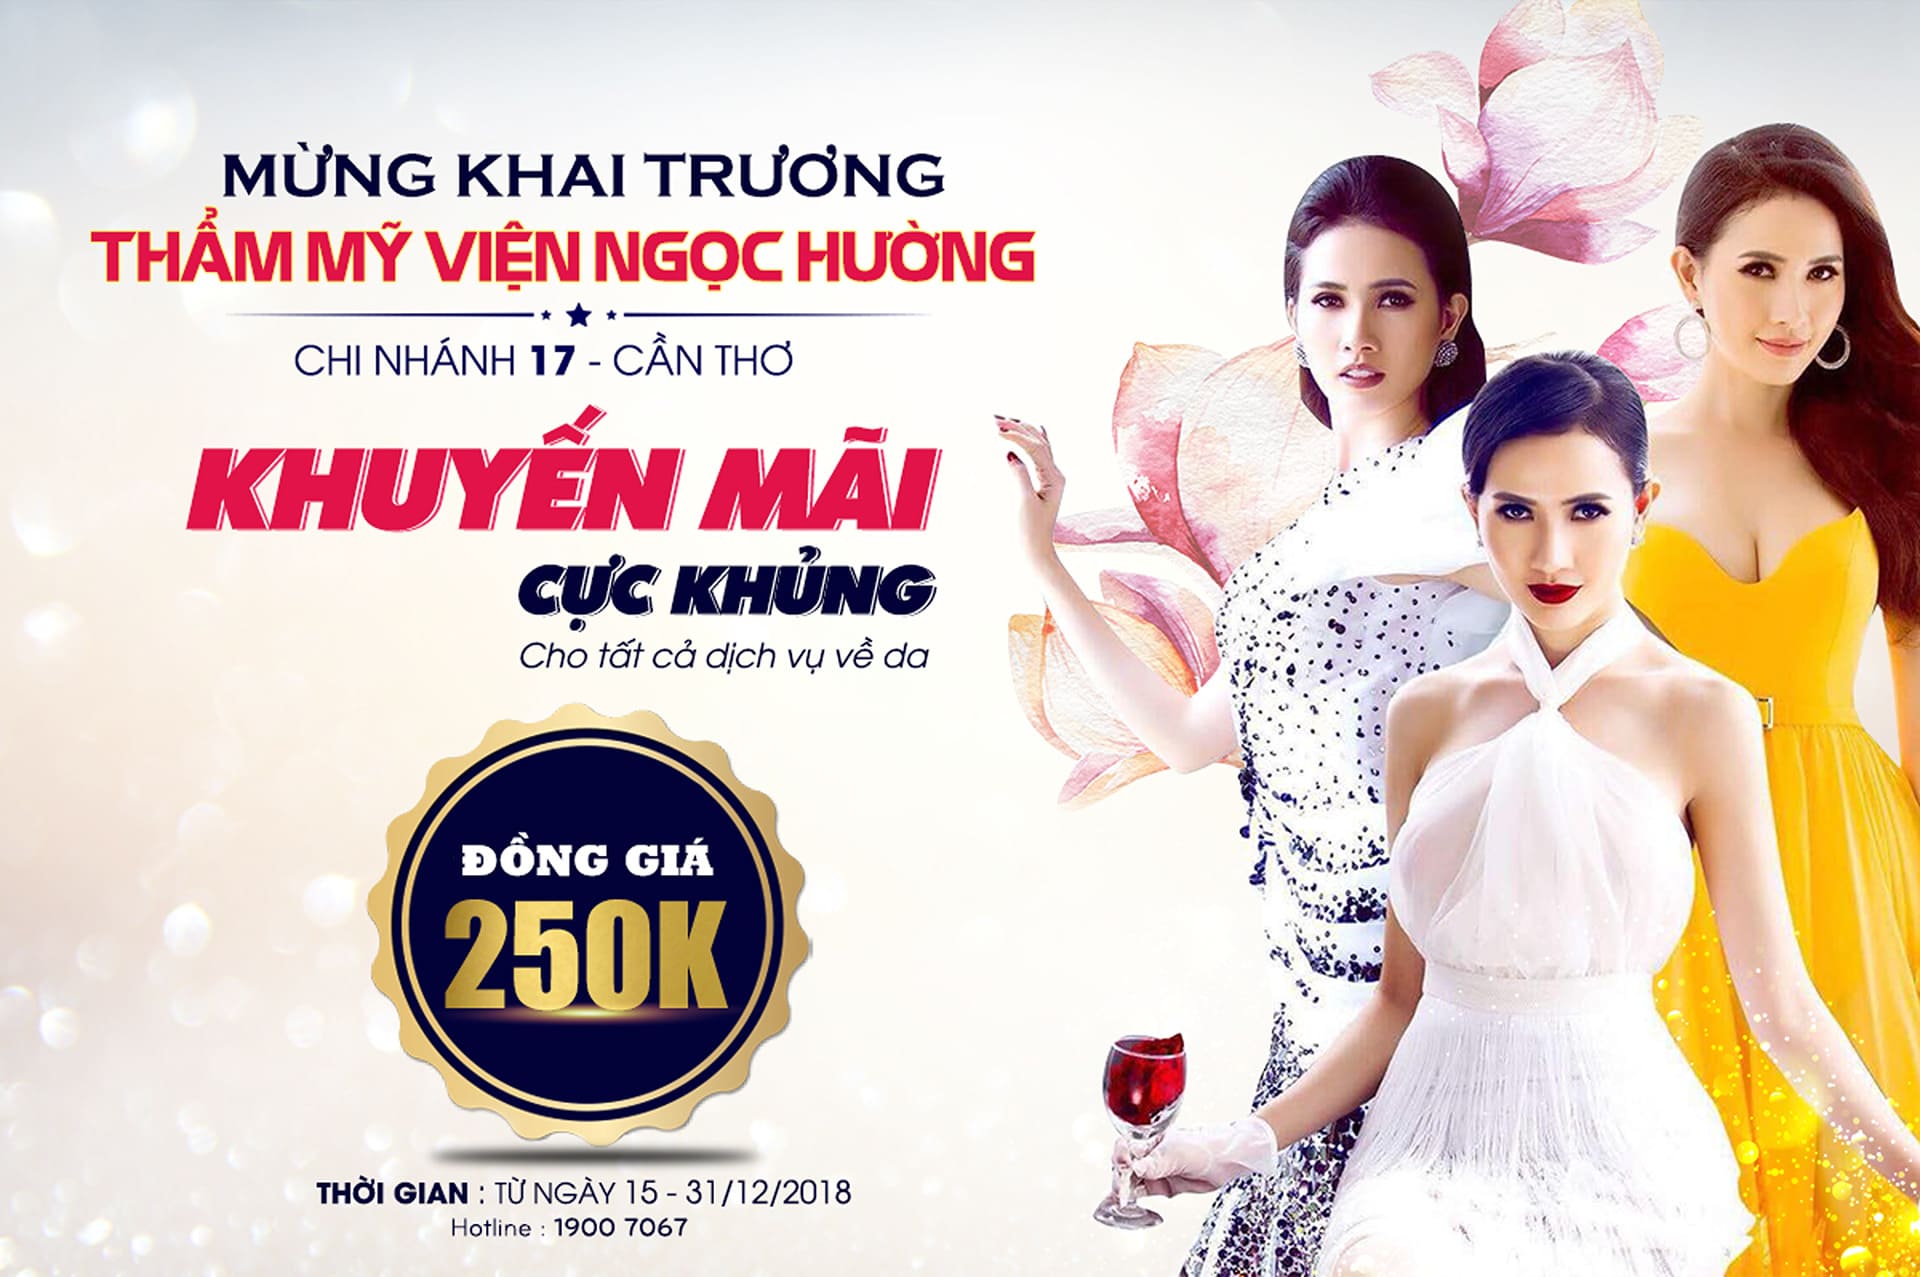 MỪNG KHAI TRƯƠNG
THẨM MỸ VIỆN NGỌC HƯỜNG
CHI NHÁNH 17 - CẦN THƠ
KHUYẾN MÃI
CỰC KHỦNG
Cho tất cả dịch vụ về da
ĐỒNG GIÁ
250K
THỜI GIAN : TỪ NGÀY 15 - 31/12/2018
Hotline : 1900 7067